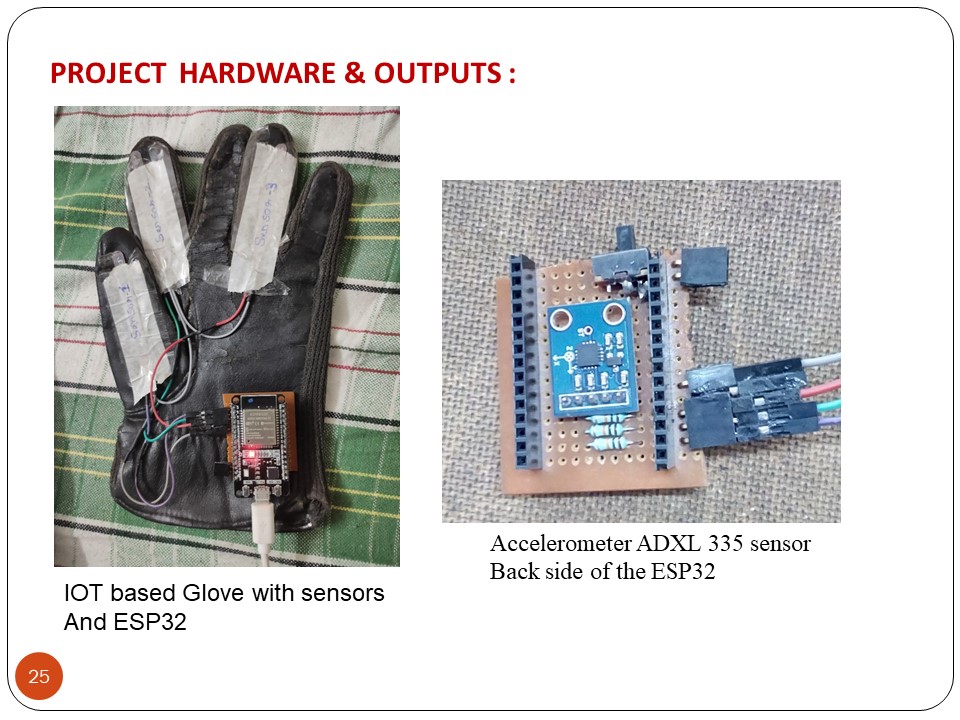 PROJECT HARDWARE & OUTPUTS :
Sensor-2
Sensor-3
Sensor-1
Accelerometer ADXL 335 sensor
Back side of the ESP32
IOT based Glove with sensors
And ESP32
25